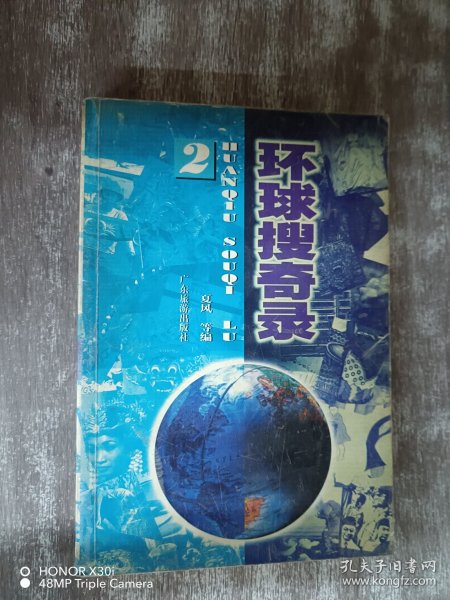 环球搜奇录
2
HUANQIU SOUQI LU
夏风 等编
广东旅游出版社
HONOR X30i
48MP Triple Camera
孔夫子旧书网
www.kongfz.com